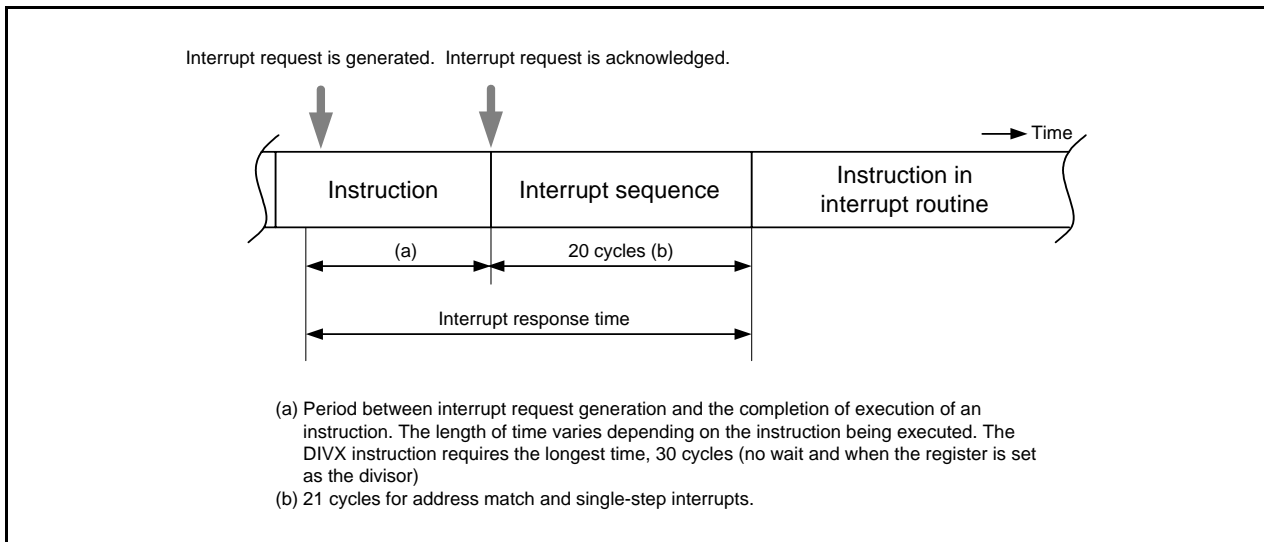 Interrupt request is generated. Interrupt request is acknowledged.
Time
Instruction
Interrupt sequence
Instruction in
interrupt routine
(a)
20 cycles (b)
Interrupt response time
(a) Period between interrupt request generation and the completion of execution of an
instruction. The length of time varies depending on the instruction being executed. The
DIVX instruction requires the longest time, 30 cycles (no wait and when the register is set
as the divisor)
(b) 21 cycles for address match and single-step interrupts.